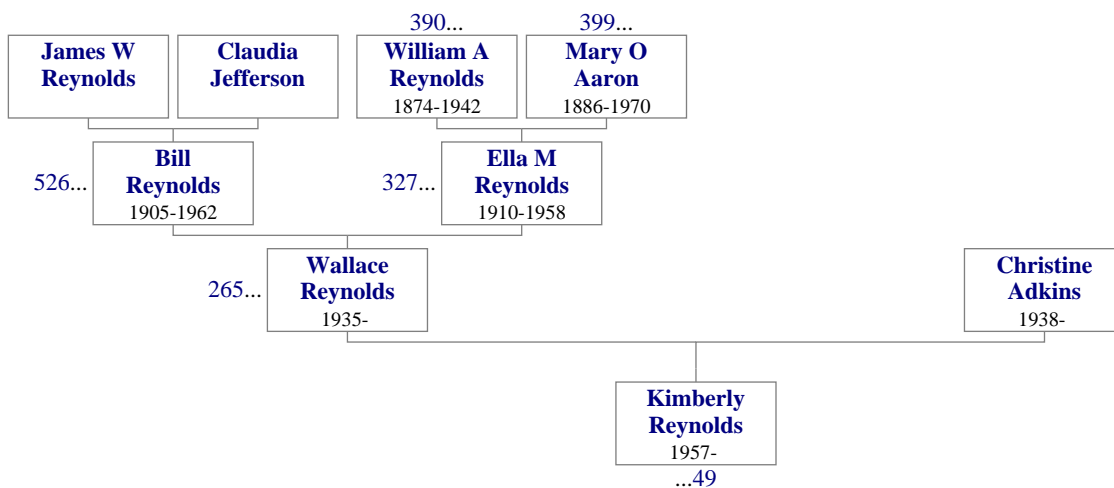 390...
399...
James W
Reynolds
Claudia
Jefferson
William A
Reynolds
1874-1942
Mary O
Aaron
1886-1970
526...
Bill
Reynolds
1905-1962
327...
Ella M
Reynolds
1910-1958
265...
Wallace
Reynolds
1935-
Christine
Adkins
1938-
Kimberly
Reynolds
1957-
...49